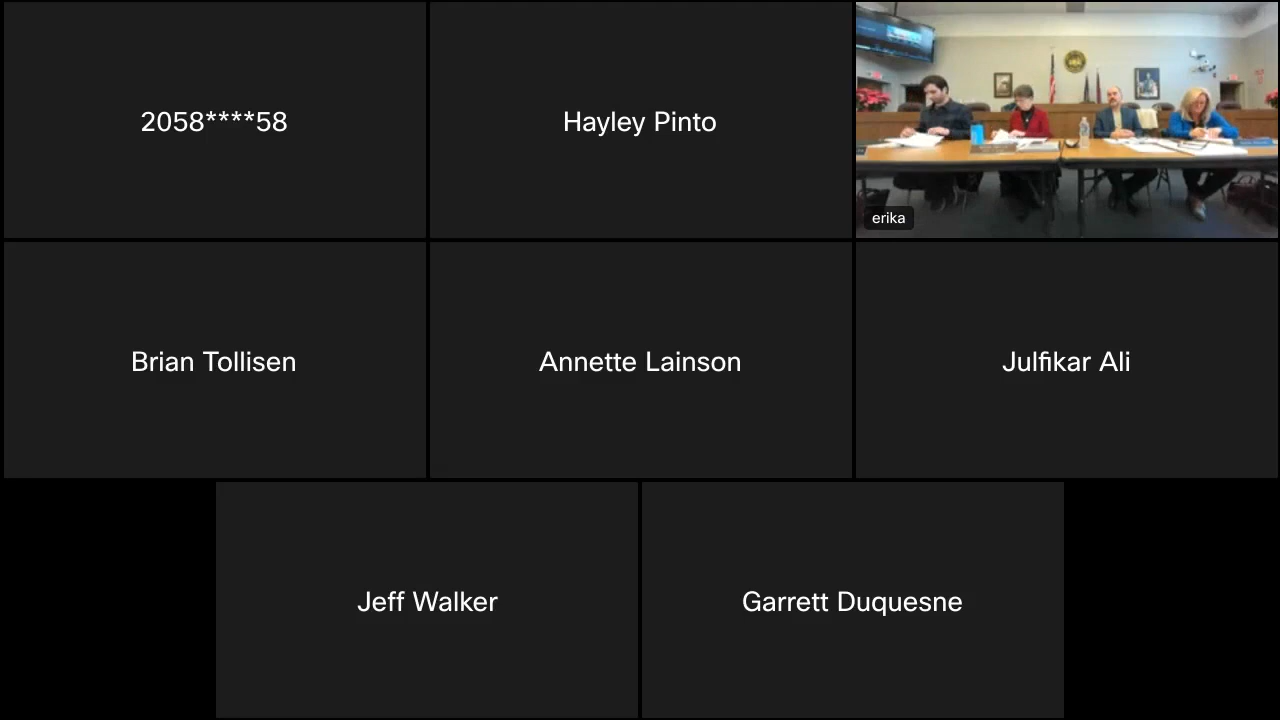 2058****58
Hayley Pinto
erika
Brian Tollisen
Annette Lainson
Julfikar Ali
Jeff Walker
Garrett Duquesne